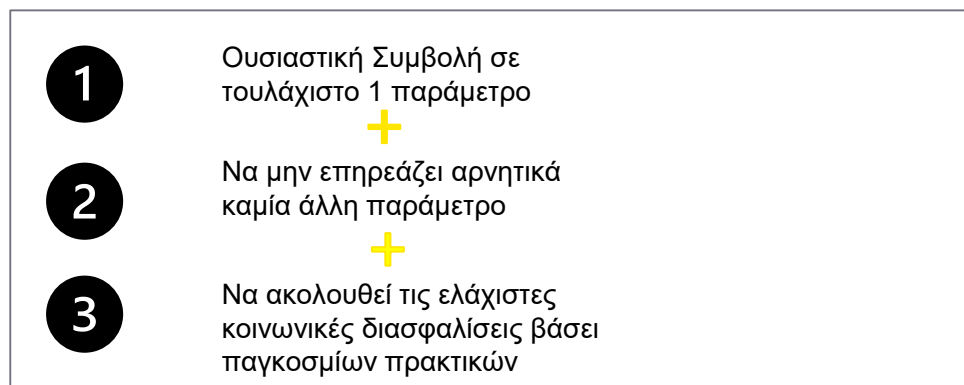 1
Ουσιαστική Συμβολή σε
τουλάχιστο 1 παράμετρο
+
2
Να μην επηρεάζει αρνητικά
καμία άλλη παράμετρο
+
3
Να ακολουθεί τις ελάχιστες
κοινωνικές διασφαλίσεις βάσει
παγκοσμίων πρακτικών